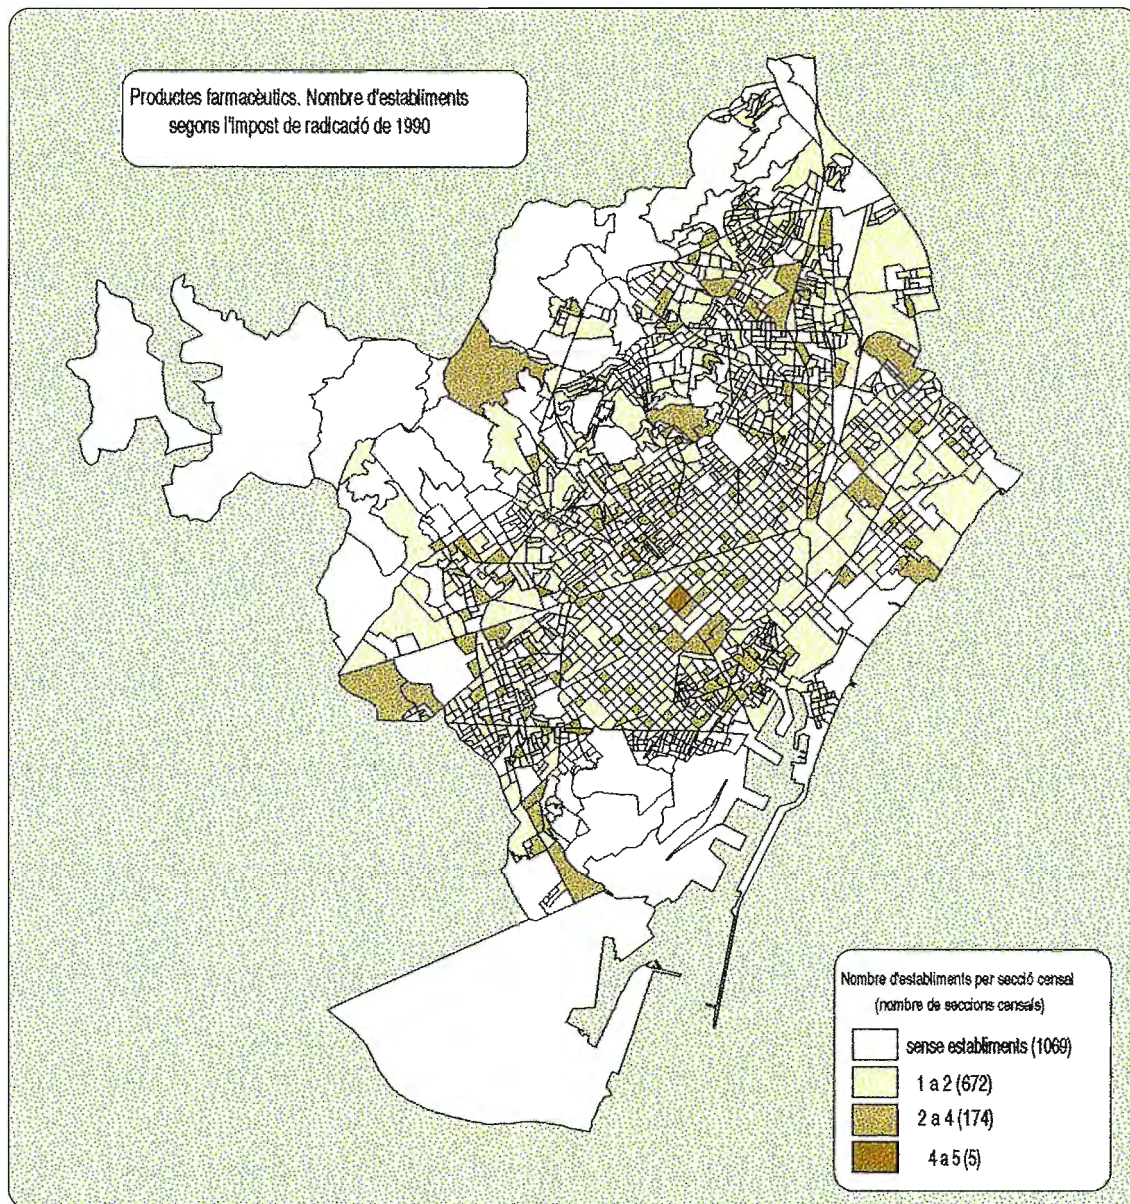 Productes farmacèutics. Nombre d'establiments
segons l'impost de radicació de 1990
Nombre d'establiments per secció censal
(nombre de seccions censals)
sense establiments (1069)
1 a 2 (672)
2 a 4 (174)
4 a 5 (5)